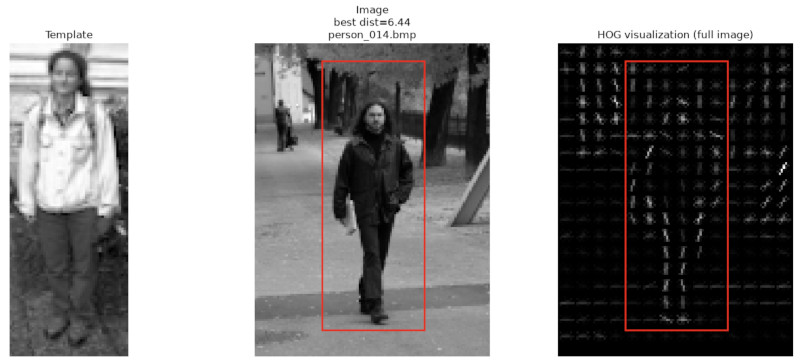 Template
Image
best dist=6.44
person_014.bmp
HOG visualization (full image)